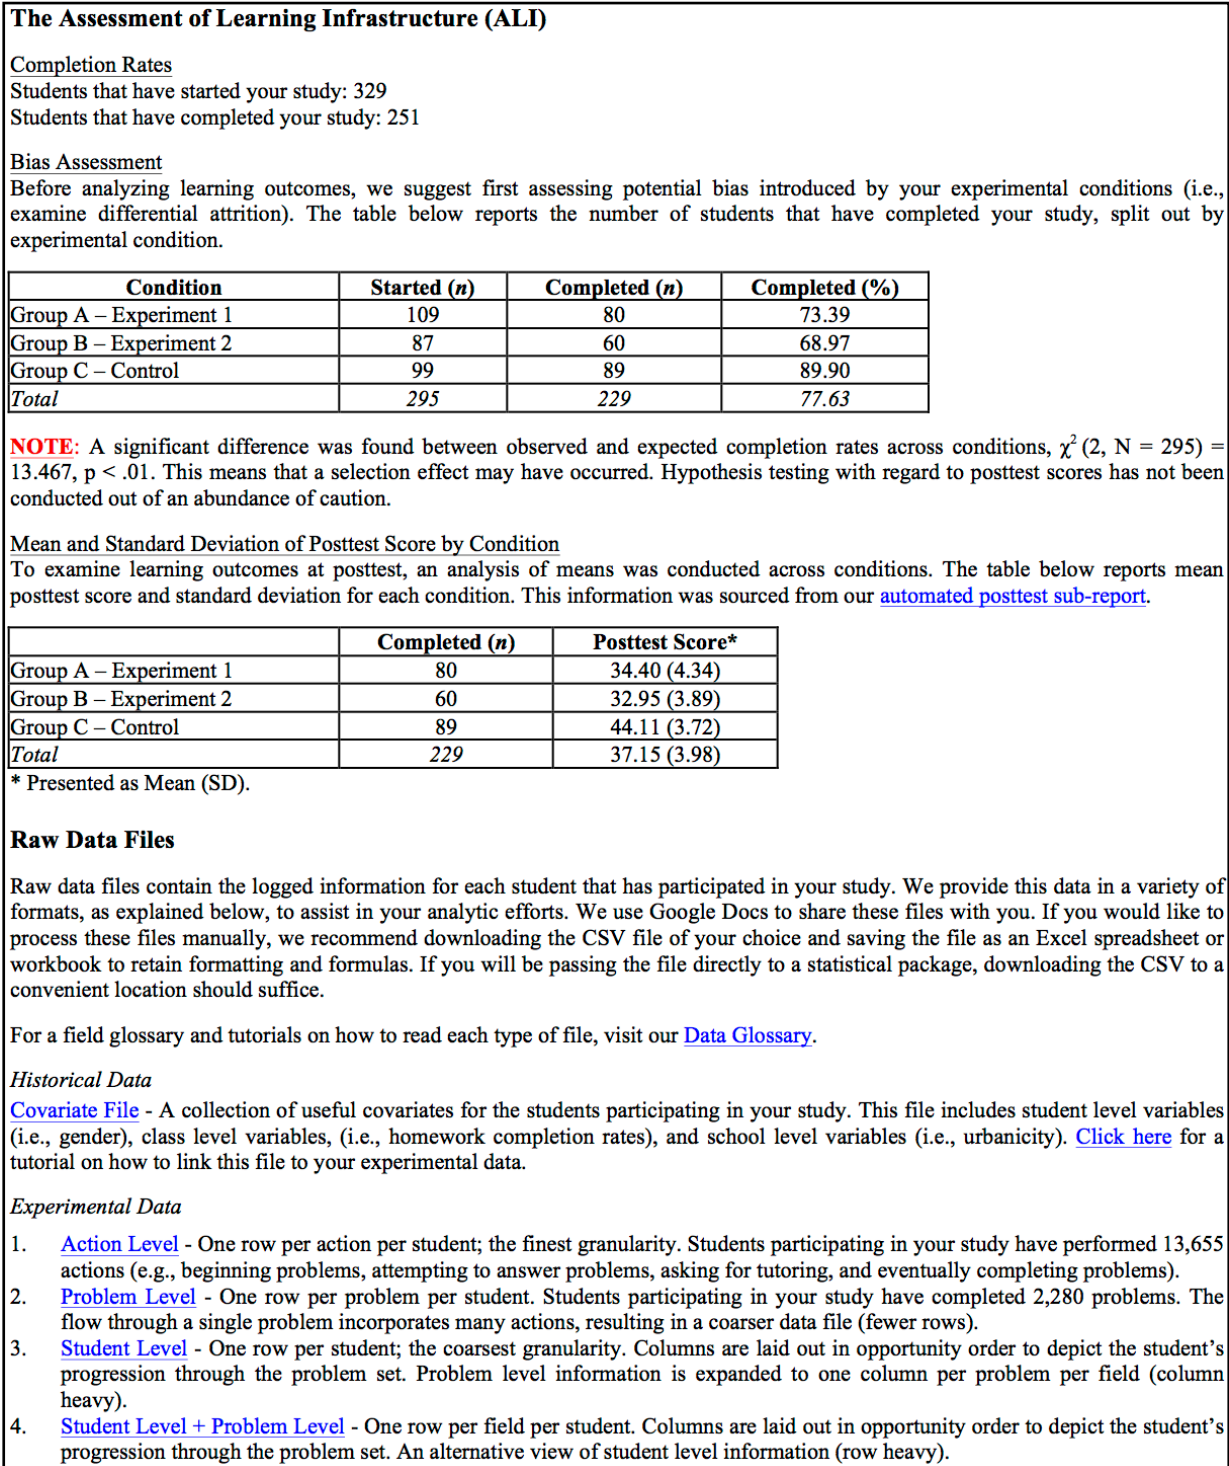 The Assessment of Learning Infrastructure (ALI)
Completion Rates
Students that have started your study: 329
Students that have completed your study: 251
Bias Assessment
Before analyzing learning outcomes, we suggest first assessing potential bias introduced by your experimental conditions (i.e.,
examine differential attrition). The table below reports the number of students that have completed your study, split out by
experimental condition.
Condition Started (n) Completed (n) Completed (%)
Group A – Experiment 1 109 80 73.39
Group B – Experiment 2 87 60 68.97
Group C – Control 99 89 89.90
Total 295 229 77.63
NOTE: A significant difference was found between observed and expected completion rates across conditions, χ² (2, N = 295) =
13.467, p < .01. This means that a selection effect may have occurred. Hypothesis testing with regard to posttest scores has not been
conducted out of an abundance of caution.
Mean and Standard Deviation of Posttest Score by Condition
To examine learning outcomes at posttest, an analysis of means was conducted across conditions. The table below reports mean
posttest score and standard deviation for each condition. This information was sourced from our automated posttest sub-report.
Completed (n) Posttest Score*
Group A – Experiment 1 80 34.40 (4.34)
Group B – Experiment 2 60 32.95 (3.89)
Group C – Control 89 44.11 (3.72)
Total 229 37.15 (3.98)
* Presented as Mean (SD).
Raw Data Files
Raw data files contain the logged information for each student that has participated in your study. We provide this data in a variety of
formats, as explained below, to assist in your analytic efforts. We use Google Docs to share these files with you. If you would like to
process these files manually, we recommend downloading the CSV file of your choice and saving the file as an Excel spreadsheet or
workbook to retain formatting and formulas. If you will be passing the file directly to a statistical package, downloading the CSV to a
convenient location should suffice.
For a field glossary and tutorials on how to read each type of file, visit our Data Glossary.
Historical Data
Covariate File - A collection of useful covariates for the students participating in your study. This file includes student level variables
(i.e., gender), class level variables, (i.e., homework completion rates), and school level variables (i.e., urbanicity). Click here for a
tutorial on how to link this file to your experimental data.
Experimental Data
1. Action Level - One row per action per student; the finest granularity. Students participating in your study have performed 13,655
actions (e.g., beginning problems, attempting to answer problems, asking for tutoring, and eventually completing problems).
2. Problem Level - One row per problem per student. Students participating in your study have completed 2,280 problems. The
flow through a single problem incorporates many actions, resulting in a coarser data file (fewer rows).
3. Student Level - One row per student; the coarsest granularity. Columns are laid out in opportunity order to depict the student's
progression through the problem set. Problem level information is expanded to one column per problem per field (column
heavy).
4. Student Level + Problem Level - One row per field per student. Columns are laid out in opportunity order to depict the student's
progression through the problem set. An alternative view of student level information (row heavy).